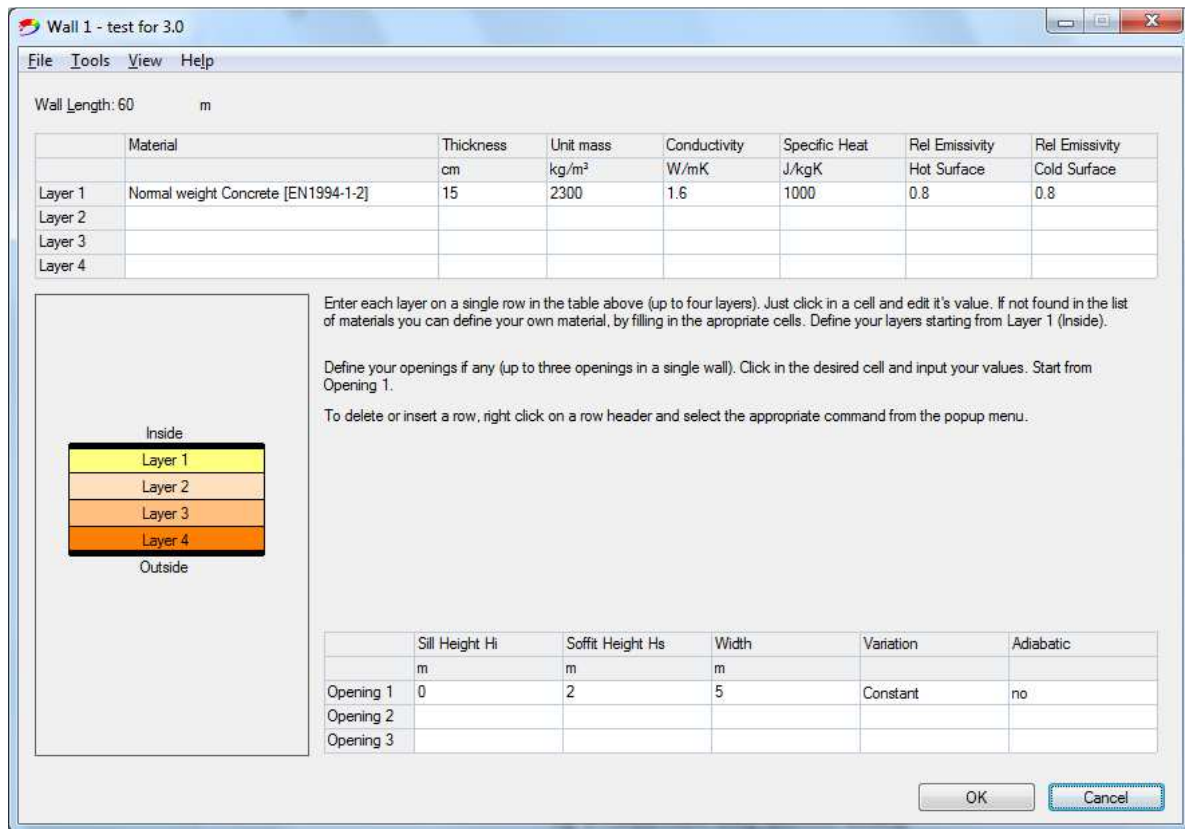 Wall 1 - test for 3.0
File Tools View Help
Wall Length: 60 m
Material Thickness Unit mass Conductivity Specific Heat Rel Emissivity Rel Emissivity
cm kg/m³ W/mK J/kgK Hot Surface Cold Surface
Layer 1 Normal weight Concrete [EN1994-1-2] 15 2300 1.6 1000 0.8 0.8
Layer 2
Layer 3
Layer 4
Enter each layer on a single row in the table above (up to four layers). Just click in a cell and edit it's value. If not found in the list
of materials you can define your own material, by filling in the apropriate cells. Define your layers starting from Layer 1 (Inside).
Define your openings if any (up to three openings in a single wall). Click in the desired cell and input your values. Start from
Opening 1.
To delete or insert a row, right click on a row header and select the appropriate command from the popup menu.
Inside
Layer 1
Layer 2
Layer 3
Layer 4
Outside
Sill Height Hi Soffit Height Hs Width Variation Adiabatic
m m m
Opening 1 0 2 5 Constant no
Opening 2
Opening 3
OK Cancel